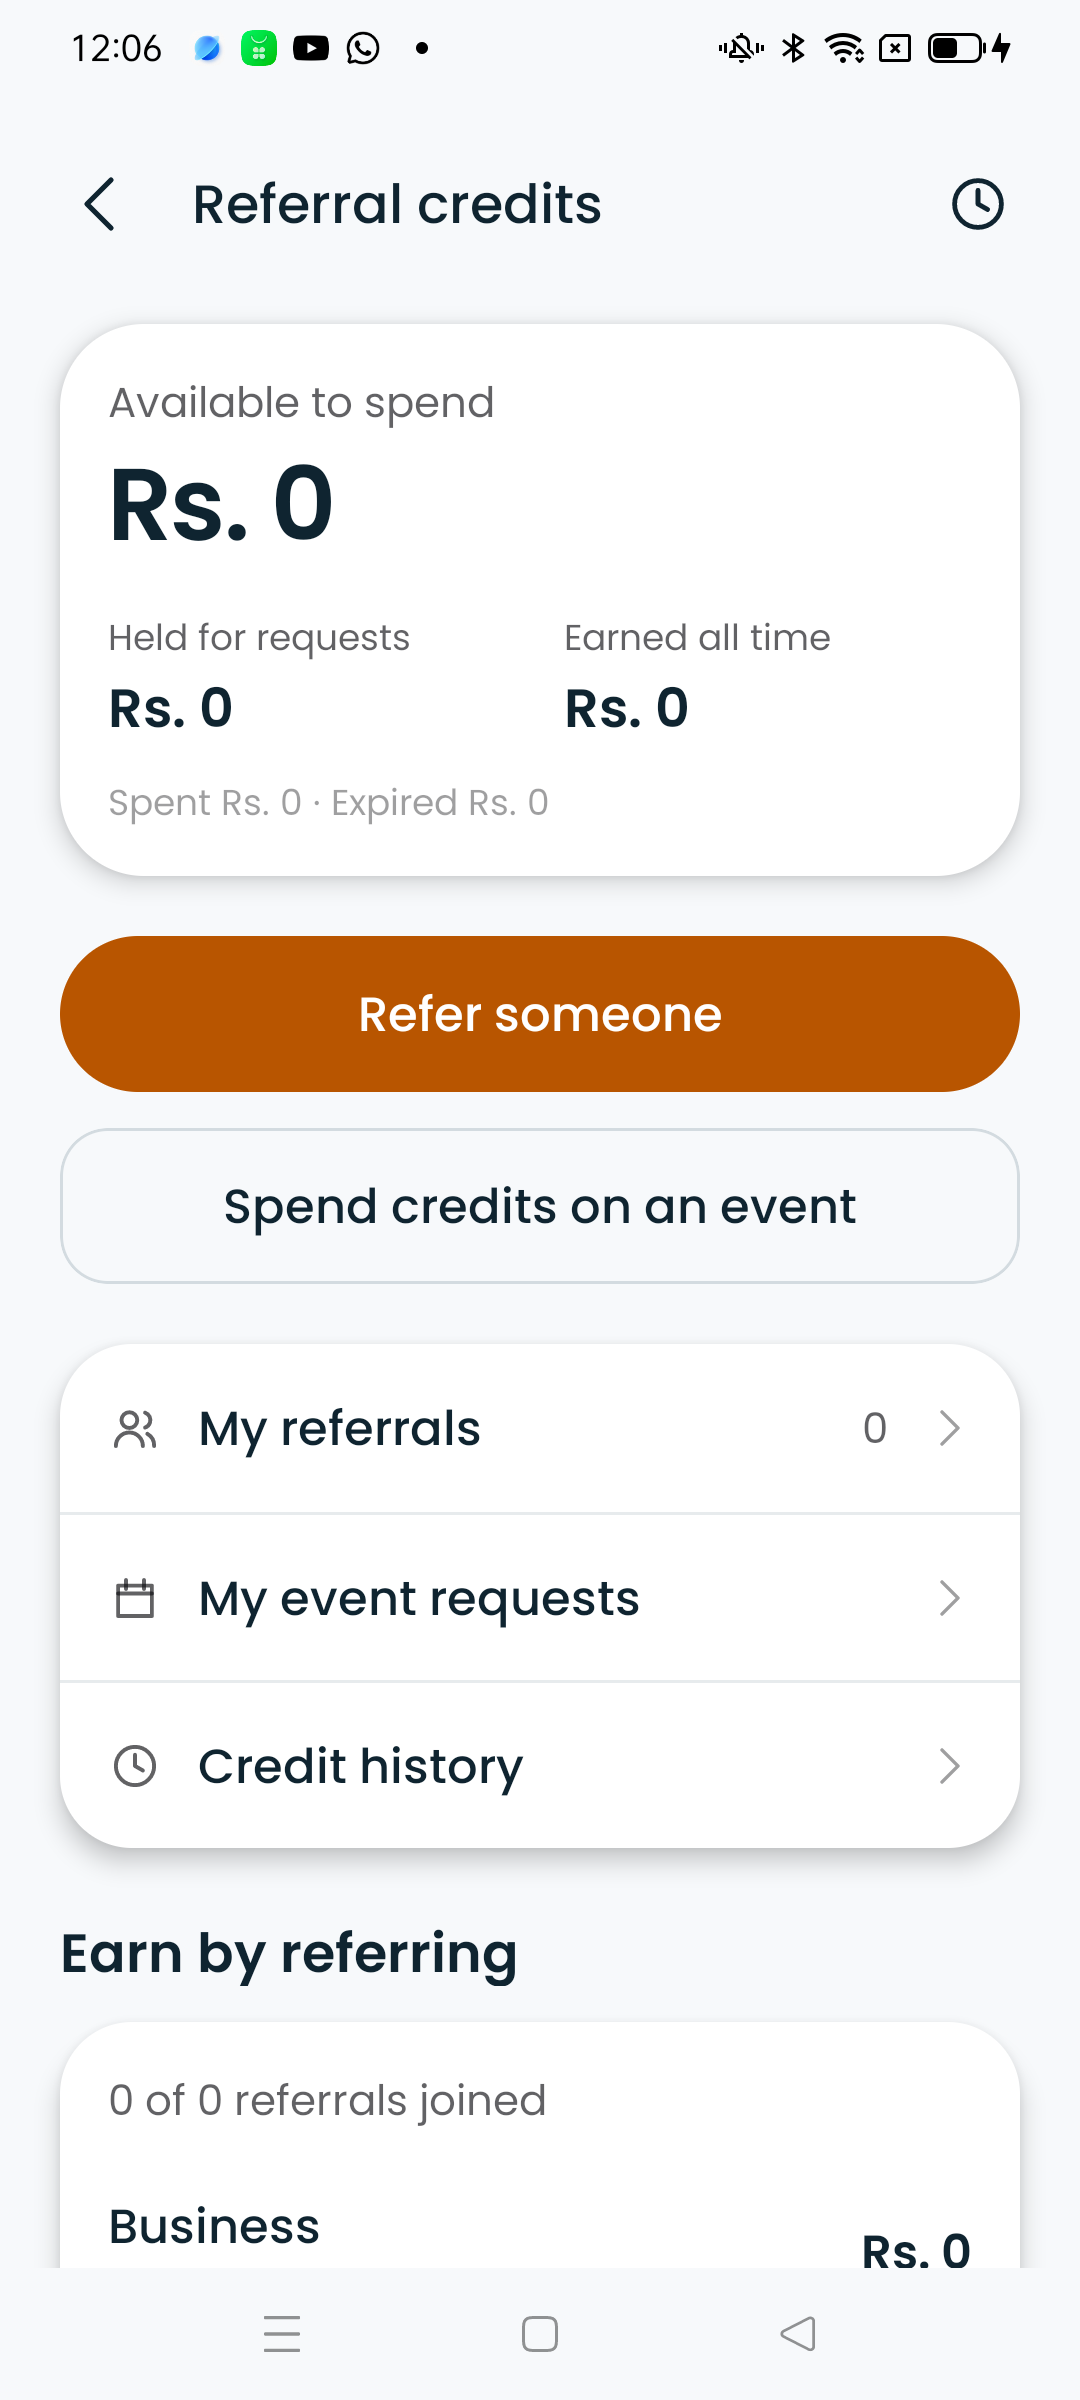 12:06
Referral credits
Available to spend
Rs. 0
Held for requests
Earned all time
Rs. 0
Rs. 0
Spent Rs. 0 · Expired Rs. 0
Refer someone
Spend credits on an event
My referrals
0
My event requests
Credit history
Earn by referring
0 of 0 referrals joined
Business
Rs. 0